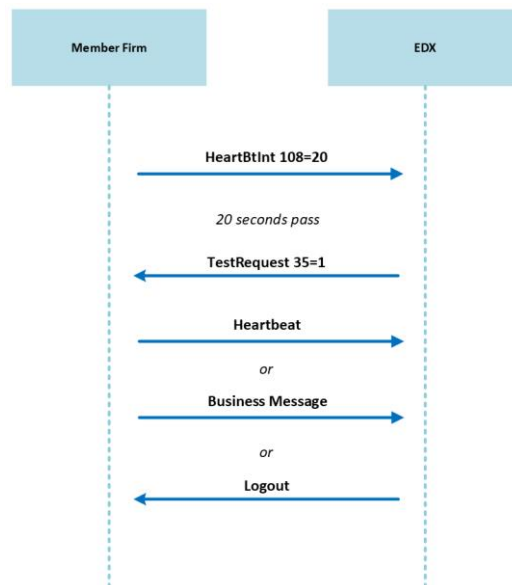 Member Firm
EDX
HeartBtInt 108=20
20 seconds pass
TestRequest 35=1
Heartbeat
or
Business Message
or
Logout